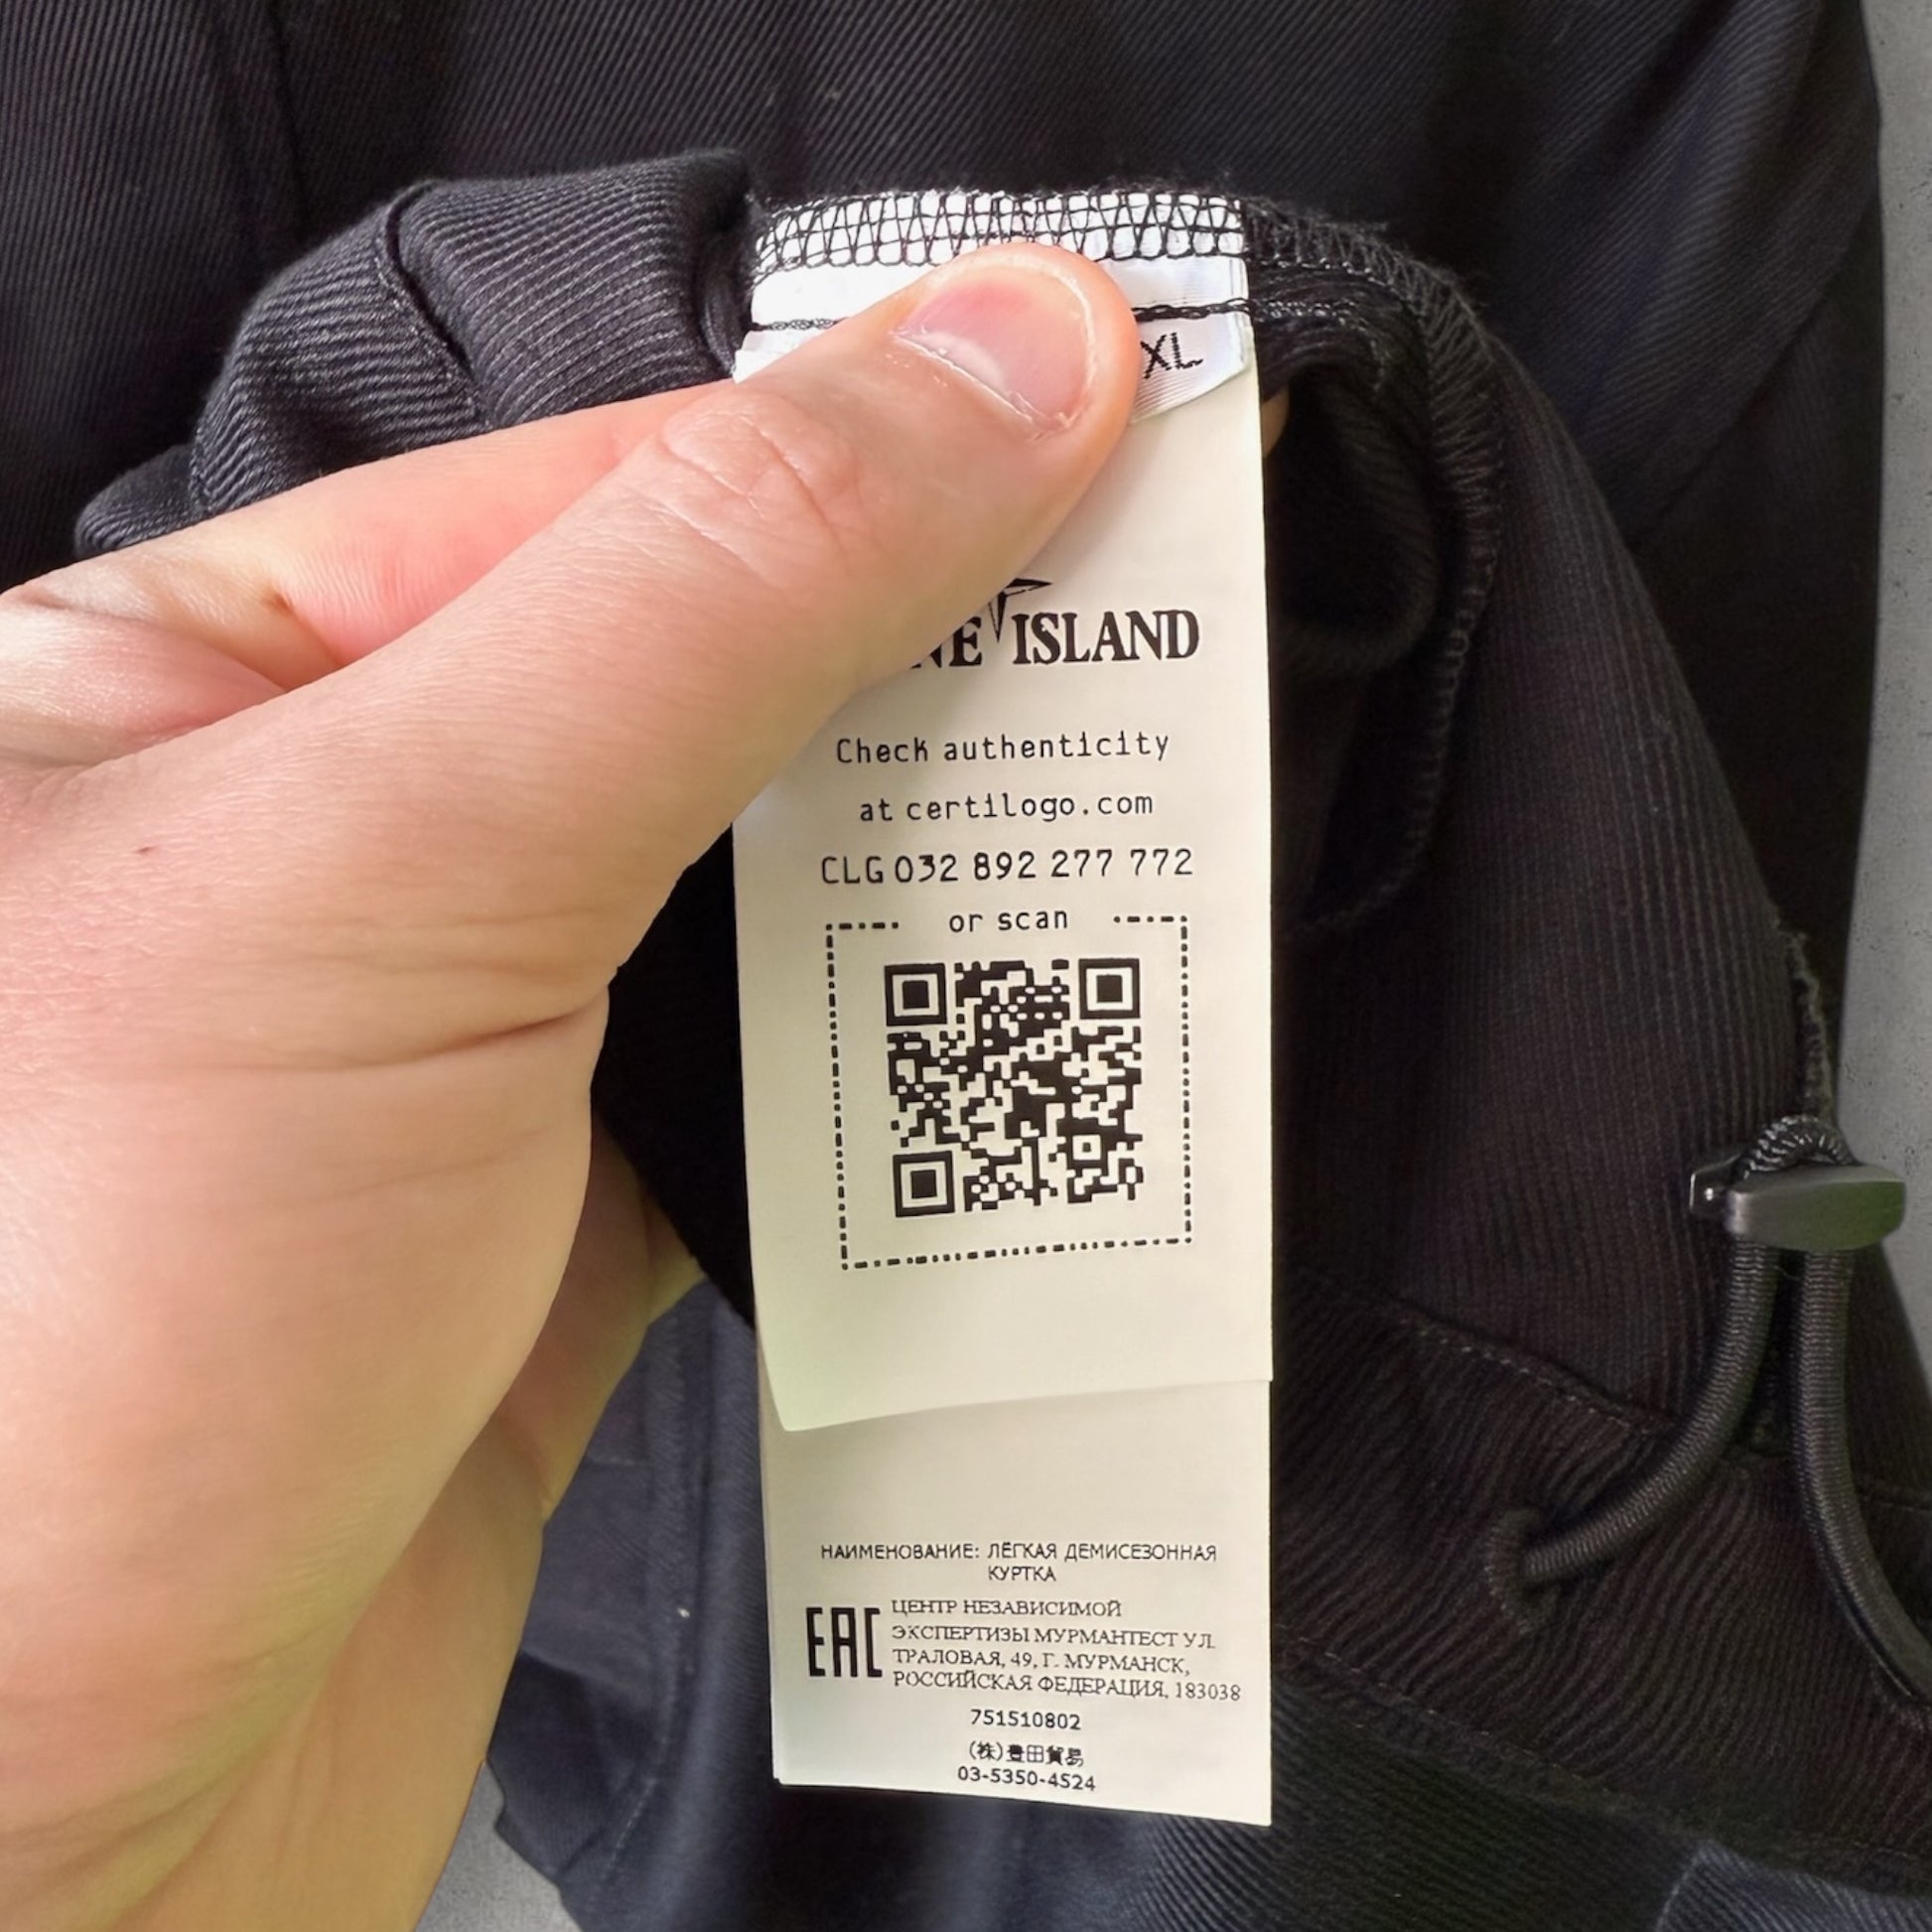 XL
ISLAND
Check authenticity
at certilogo.com
CLG 032 892 277 772
or scan
НАИМЕНОВАНИЕ: ЛЁГКАЯ ДЕМИСЕЗОННАЯ
КУРТКА
EAC
ЦЕНТР НЕЗАВИСИМОЙ
ЭКСПЕРТИЗЫ МУРМАНТЕСТ УЛ.
ТРАЛОВАЯ, 49, Г. МУРМАНСК,
РОССИЙСКАЯ ФЕДЕРАЦИЯ, 183038
751510802
(株)豊田貿易
03-5350-4524